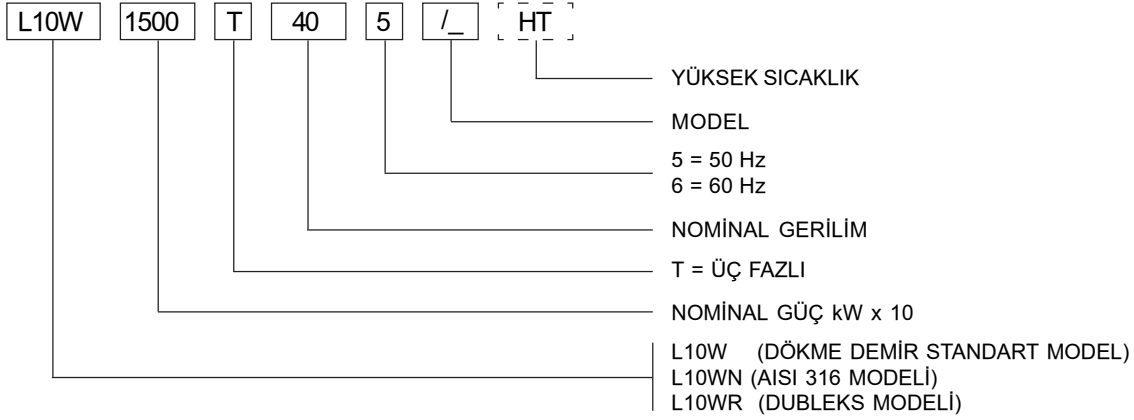 L10W 1500 T 40 5 /_ HT
YÜKSEK SICAKLIK
MODEL
5 = 50 Hz
6 = 60 Hz
NOMİNAL GERİLİM
T = ÜÇ FAZLI
NOMİNAL GÜÇ kW x 10
L10W (DÖKME DEMİR STANDART MODEL)
L10WN (AISI 316 MODELİ)
L10WR (DUBLEKS MODELİ)